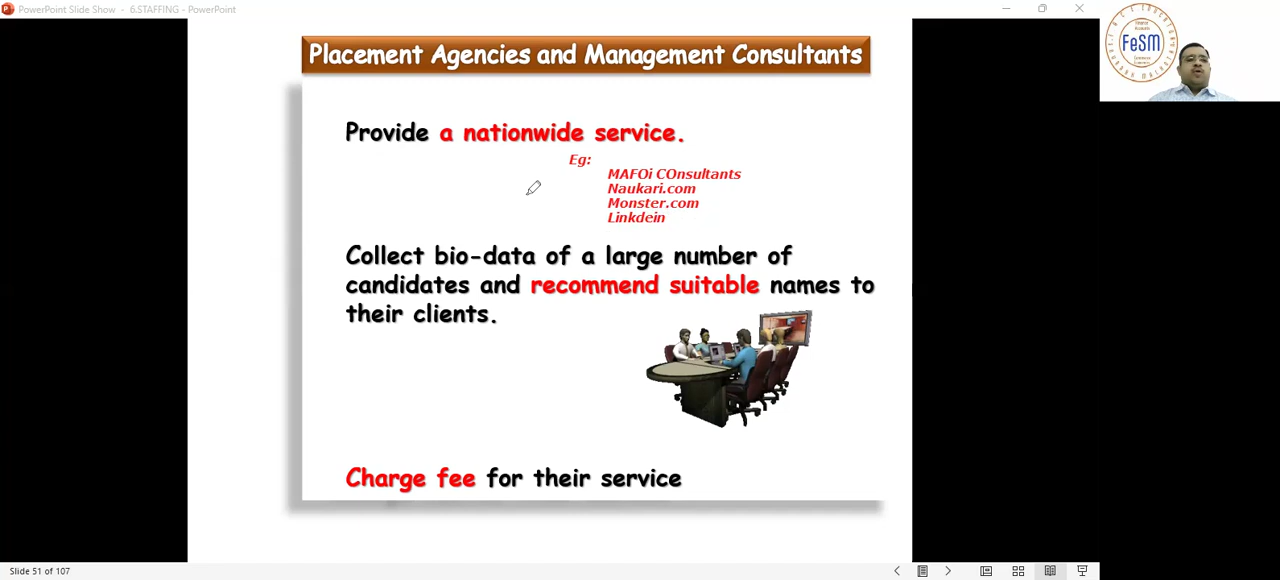 PowerPoint Slide Show - 6.STAFFING - PowerPoint
FeSM
Placement Agencies and Management Consultants
Provide a nationwide service.
Eg:
MAFOi COnsultants
Naukari.com
Monster.com
Linkdein
Collect bio-data of a large number of
candidates and recommend suitable names to
their clients.
Charge fee for their service
Slide 51 of 107